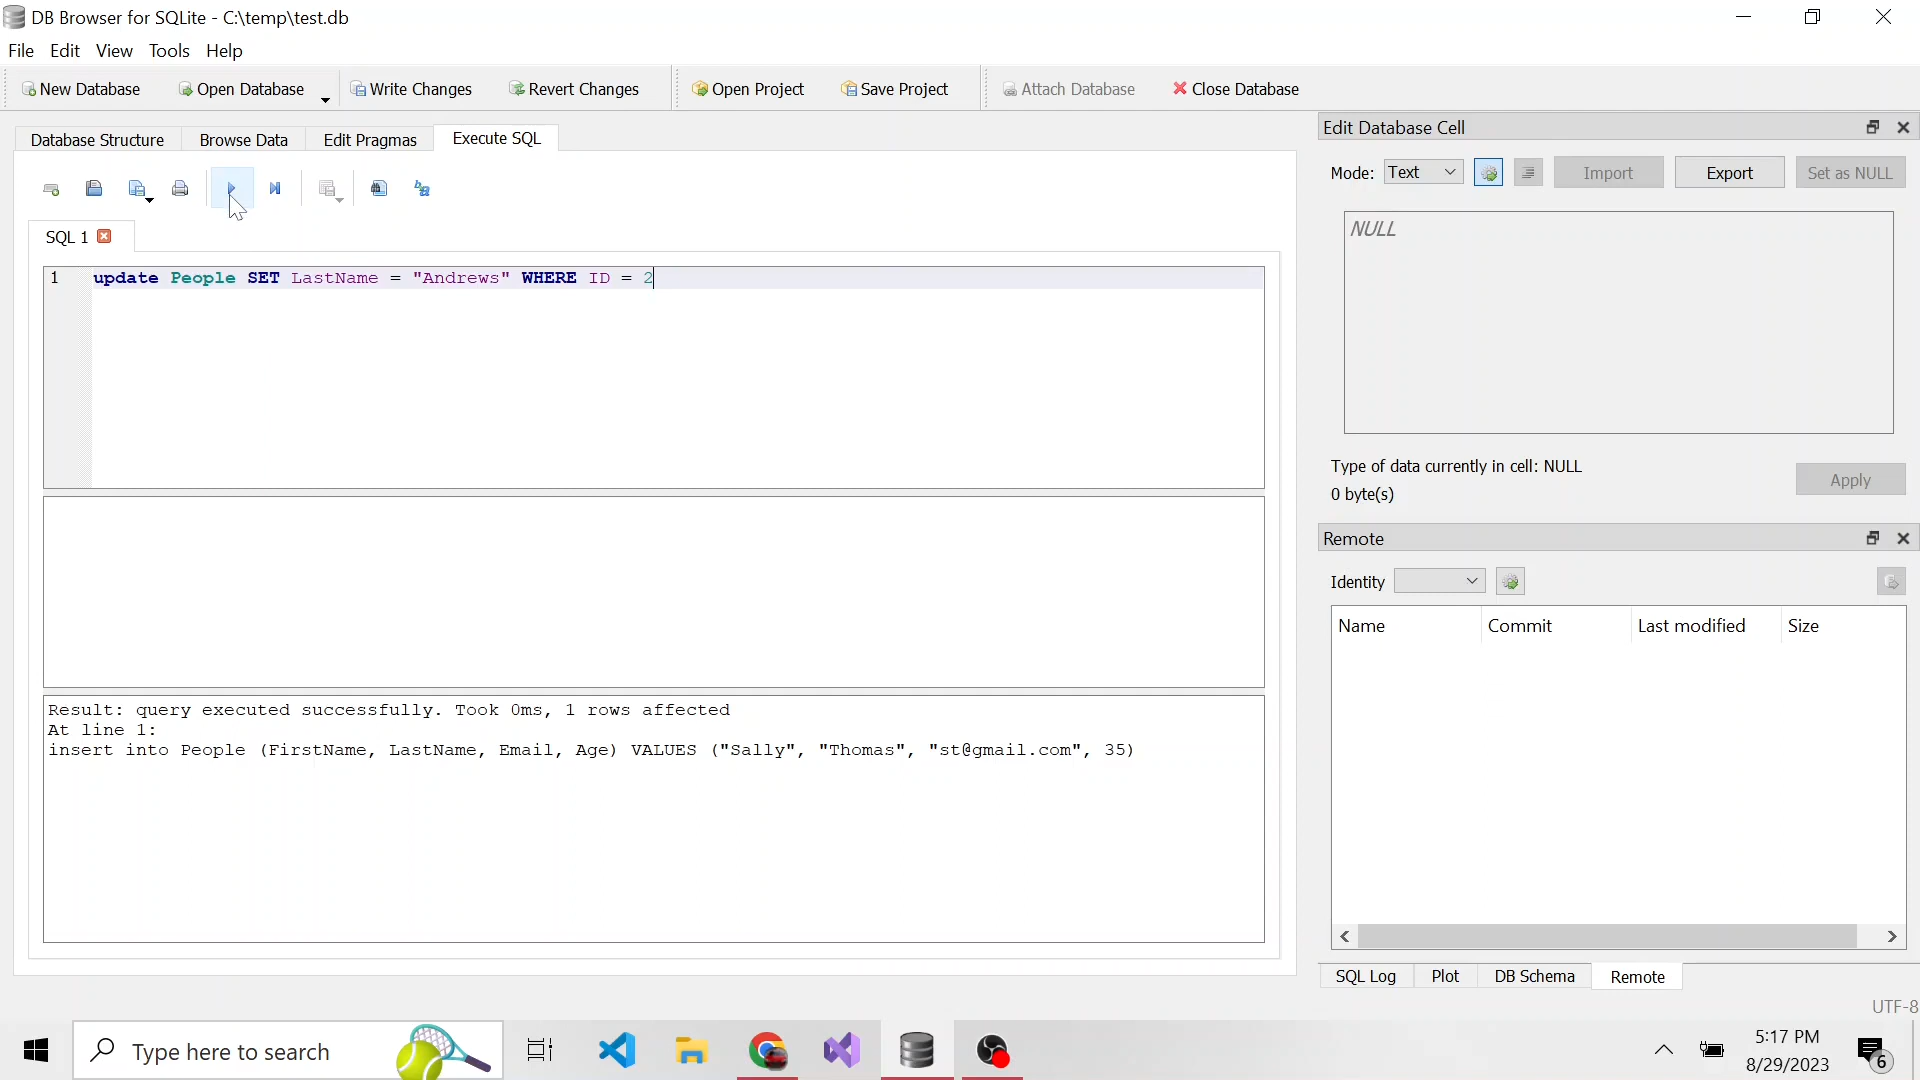 DB Browser for SQLite - C:\temp\test.db
File Edit View Tools Help
New Database Open Database Write Changes Revert Changes Open Project Save Project Attach Database Close Database
Database Structure Browse Data Edit Pragmas Execute SQL
SQL 1
1 update People SET LastName = "Andrews" WHERE ID = 2
Result: query executed successfully. Took 0ms, 1 rows affected
At line 1:
insert into People (FirstName, LastName, Email, Age) VALUES ("Sally", "Thomas", "st@gmail.com", 35)
Edit Database Cell
Mode: Text Import Export Set as NULL
NULL
Type of data currently in cell: NULL
0 byte(s)
Apply
Remote
Identity
Name Commit Last modified Size
SQL Log Plot DB Schema Remote
UTF-8
Type here to search
5:17 PM
8/29/2023
6